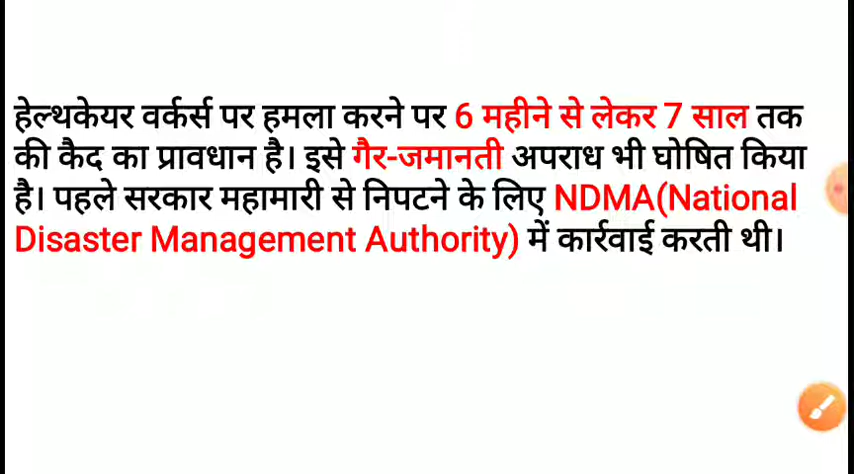 हेल्थकेयर वर्कर्स पर हमला करने पर 6 महीने से लेकर 7 साल तक
की कैद का प्रावधान है। इसे गैर-जमानती अपराध भी घोषित किया
है। पहले सरकार महामारी से निपटने के लिए NDMA(National
Disaster Management Authority) में कार्रवाई करती थी।